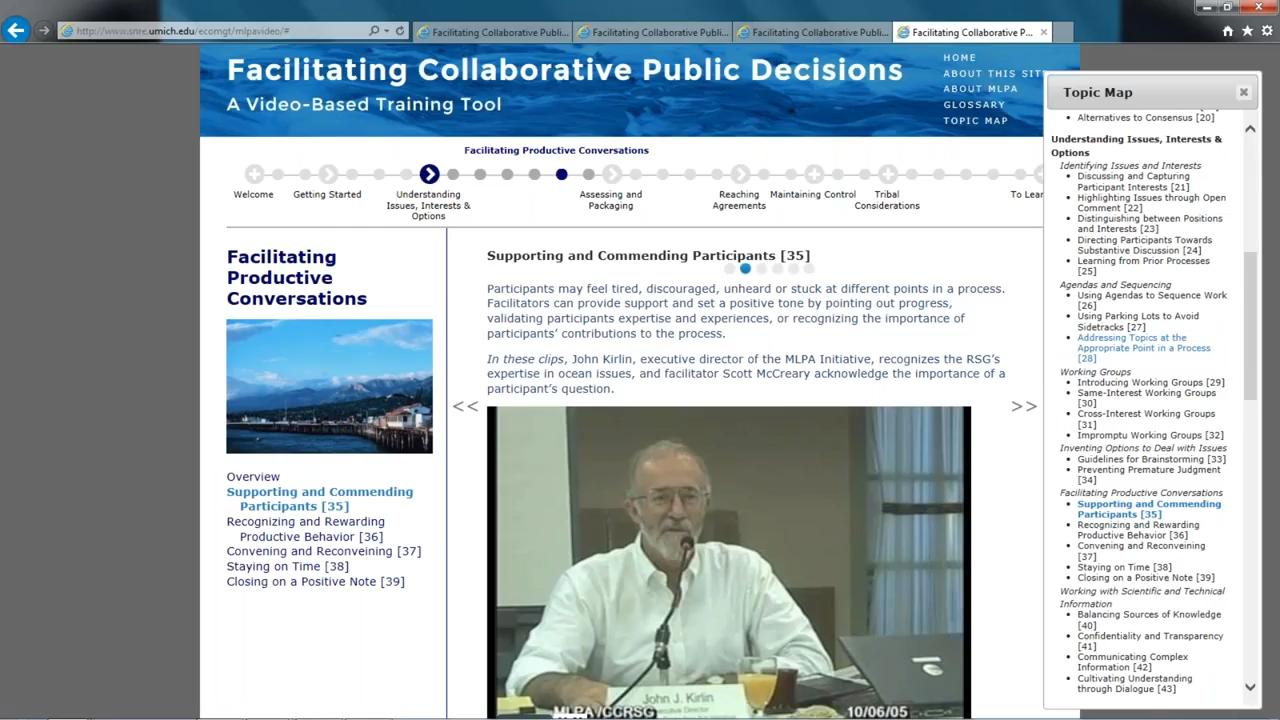 http://www.snre.umich.edu/ecomgt/mlpavideo/#
Facilitating Collaborative Publi...
Facilitating Collaborative Publi...
Facilitating Collaborative Publi...
Facilitating Collaborative P...
Facilitating Collaborative Public Decisions
A Video-Based Training Tool
HOME
ABOUT THIS SITE
ABOUT MLPA
GLOSSARY
TOPIC MAP
Facilitating Productive Conversations
Welcome
Getting Started
Understanding
Issues, Interests &
Options
Assessing and
Packaging
Reaching
Agreements
Maintaining Control
Tribal
Considerations
To Lear
Facilitating
Productive
Conversations
Overview
Supporting and Commending
Participants [35]
Recognizing and Rewarding
Productive Behavior [36]
Convening and Reconveining [37]
Staying on Time [38]
Closing on a Positive Note [39]
Supporting and Commending Participants [35]
Participants may feel tired, discouraged, unheard or stuck at different points in a process.
Facilitators can provide support and set a positive tone by pointing out progress,
validating participants expertise and experiences, or recognizing the importance of
participants’ contributions to the process.
In these clips, John Kirlin, executive director of the MLPA Initiative, recognizes the RSG’s
expertise in ocean issues, and facilitator Scott McCreary acknowledge the importance of a
participant’s question.
<<
>>
John J. Kirlin
Executive Director
MLPA/CCRSG
10/06/05
Topic Map
Alternatives to Consensus [20]
Understanding Issues, Interests &
Options
Identifying Issues and Interests
Discussing and Capturing
Participant Interests [21]
Highlighting Issues through Open
Comment [22]
Distinguishing between Positions
and Interests [23]
Directing Participants Towards
Substantive Discussion [24]
Learning from Prior Processes
[25]
Agendas and Sequencing
Using Agendas to Sequence Work
[26]
Using Parking Lots to Avoid
Sidetracks [27]
Addressing Topics at the
Appropriate Point in a Process
[28]
Working Groups
Introducing Working Groups [29]
Same-Interest Working Groups
[30]
Cross-Interest Working Groups
[31]
Impromptu Working Groups [32]
Inventing Options to Deal with Issues
Guidelines for Brainstorming [33]
Preventing Premature Judgment
[34]
Facilitating Productive Conversations
Supporting and Commending
Participants [35]
Recognizing and Rewarding
Productive Behavior [36]
Convening and Reconveining
[37]
Staying on Time [38]
Closing on a Positive Note [39]
Working with Scientific and Technical
Information
Balancing Sources of Knowledge
[40]
Confidentiality and Transparency
[41]
Communicating Complex
Information [42]
Cultivating Understanding
through Dialogue [43]